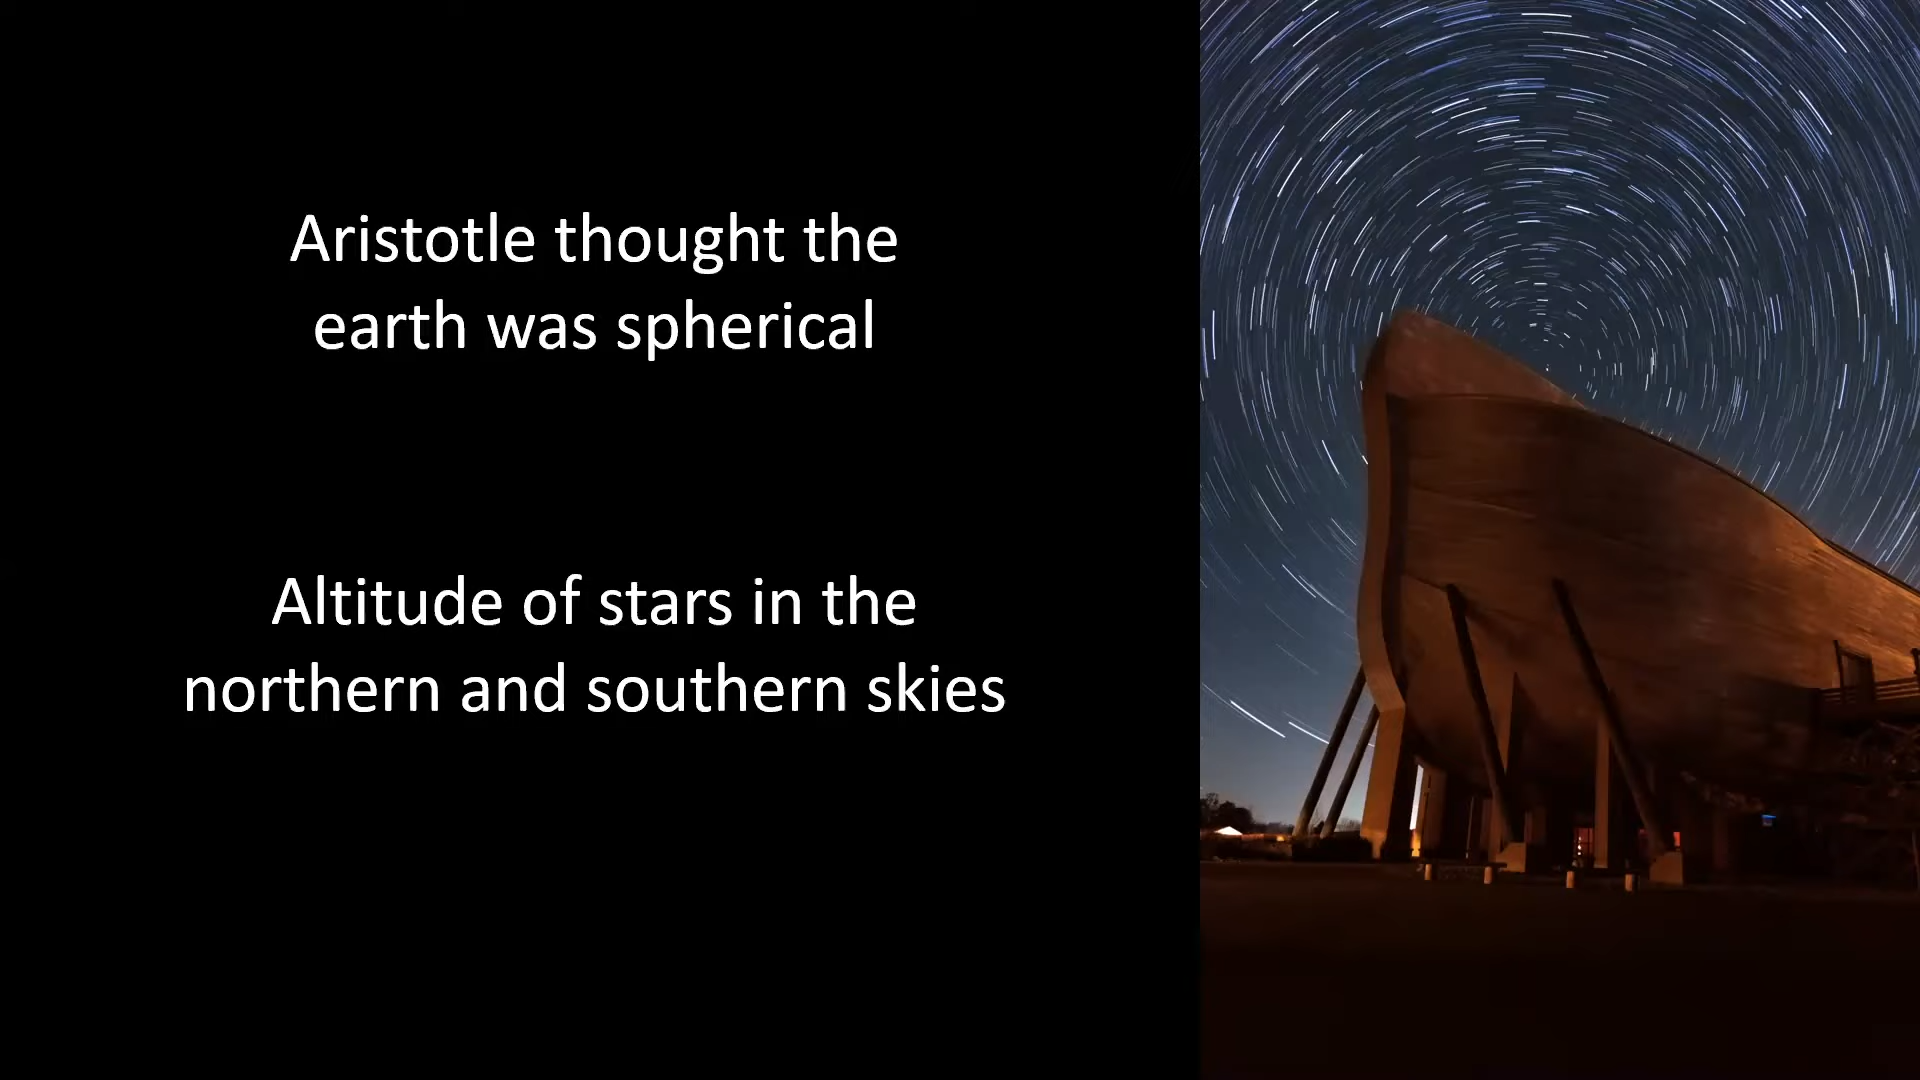 Aristotle thought the
earth was spherical
Altitude of stars in the
northern and southern skies